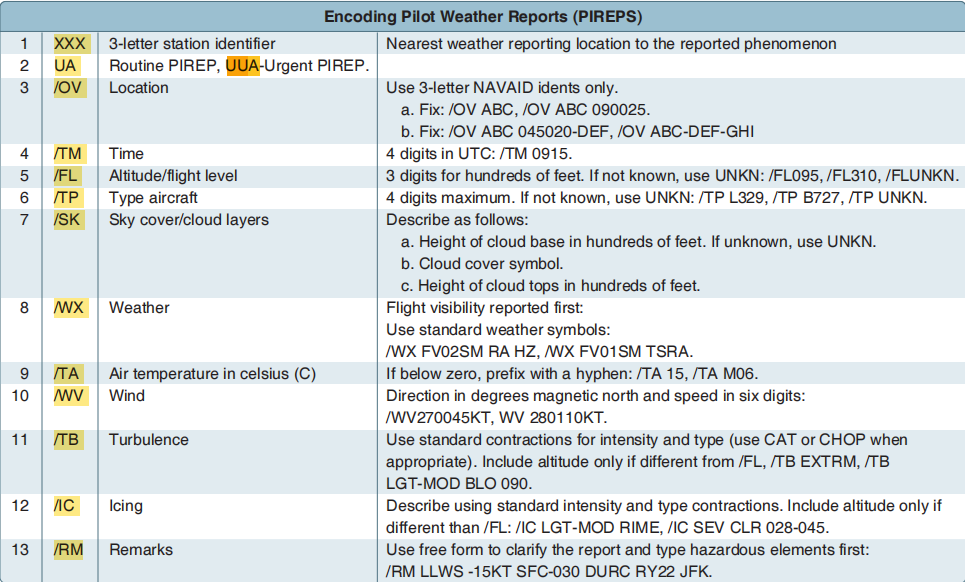 Encoding Pilot Weather Reports (PIREPS)
1 XXX 3-letter station identifier Nearest weather reporting location to the reported phenomenon
2 UA Routine PIREP, UUA-Urgent PIREP.
3 /OV Location Use 3-letter NAVAID idents only.
a. Fix: /OV ABC, /OV ABC 090025.
b. Fix: /OV ABC 045020-DEF, /OV ABC-DEF-GHI
4 /TM Time 4 digits in UTC: /TM 0915.
5 /FL Altitude/flight level 3 digits for hundreds of feet. If not known, use UNKN: /FL095, /FL310, /FLUNKN.
6 /TP Type aircraft 4 digits maximum. If not known, use UNKN: /TP L329, /TP B727, /TP UNKN.
7 /SK Sky cover/cloud layers Describe as follows:
a. Height of cloud base in hundreds of feet. If unknown, use UNKN.
b. Cloud cover symbol.
c. Height of cloud tops in hundreds of feet.
8 /WX Weather Flight visibility reported first:
Use standard weather symbols:
/WX FV02SM RA HZ, /WX FV01SM TSRA.
9 /TA Air temperature in celsius (C) If below zero, prefix with a hyphen: /TA 15, /TA M06.
10 /WV Wind Direction in degrees magnetic north and speed in six digits:
/WV270045KT, WV 280110KT.
11 /TB Turbulence Use standard contractions for intensity and type (use CAT or CHOP when
appropriate). Include altitude only if different from /FL, /TB EXTRM, /TB
LGT-MOD BLO 090.
12 /IC Icing Describe using standard intensity and type contractions. Include altitude only if
different than /FL: /IC LGT-MOD RIME, /IC SEV CLR 028-045.
13 /RM Remarks Use free form to clarify the report and type hazardous elements first:
/RM LLWS -15KT SFC-030 DURC RY22 JFK.